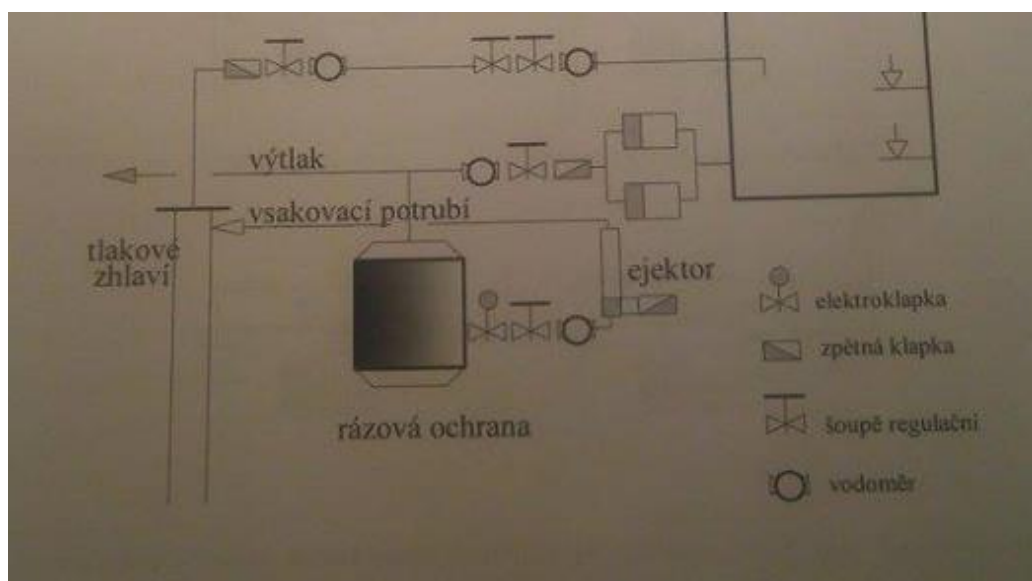 výtlak
vsakovací potrubí
tlakové
zhlaví
ejektor
rázová ochrana
elektroklapka
zpětná klapka
šoupě regulační
vodoměr